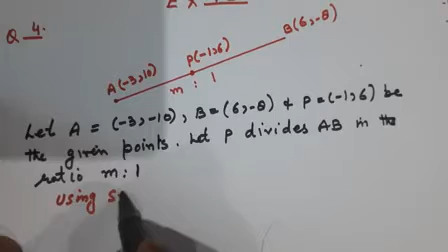 Q 4.
A(-3,10)
P(-1,6)
B(6,-8)
m : 1
Let A = (-3,-10), B = (6,-8) & P = (-1,6) be
the given points. Let P divides AB in the
ratio m : 1
Using S